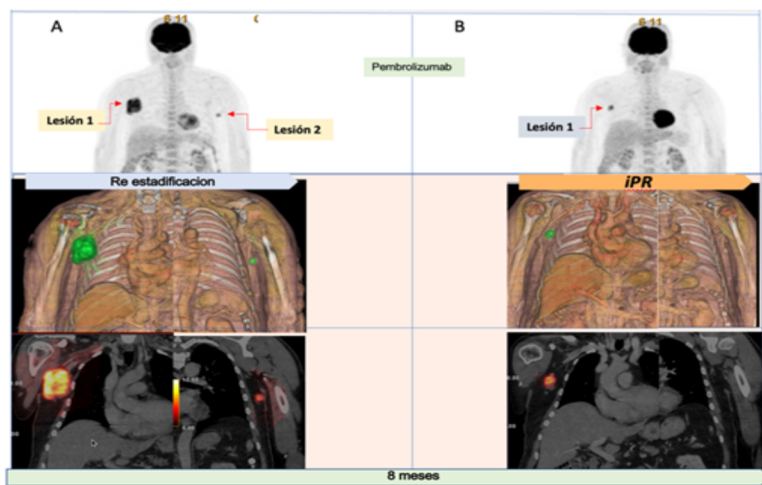 A
B
6 11
6 11
Pembrolizumab
Lesión 1
Lesión 2
Lesión 1
Re estadificacion
iPR
8 meses